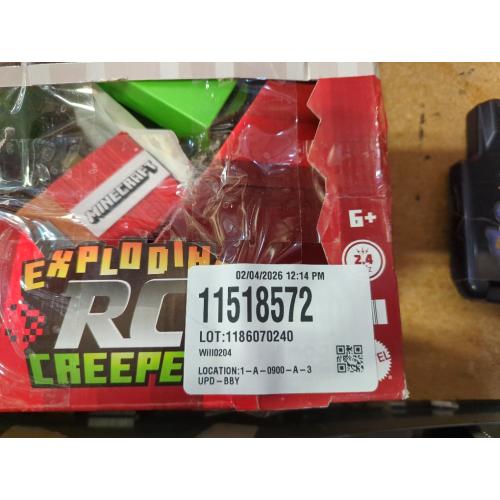 MINECRAFT
6+
2.4
EXPLODIN
RC
CREEPE
02/04/2026 12:14 PM
11518572
LOT:1186070240
Will0204
LOCATION:1-A-0900-A-3
UPD-BBY